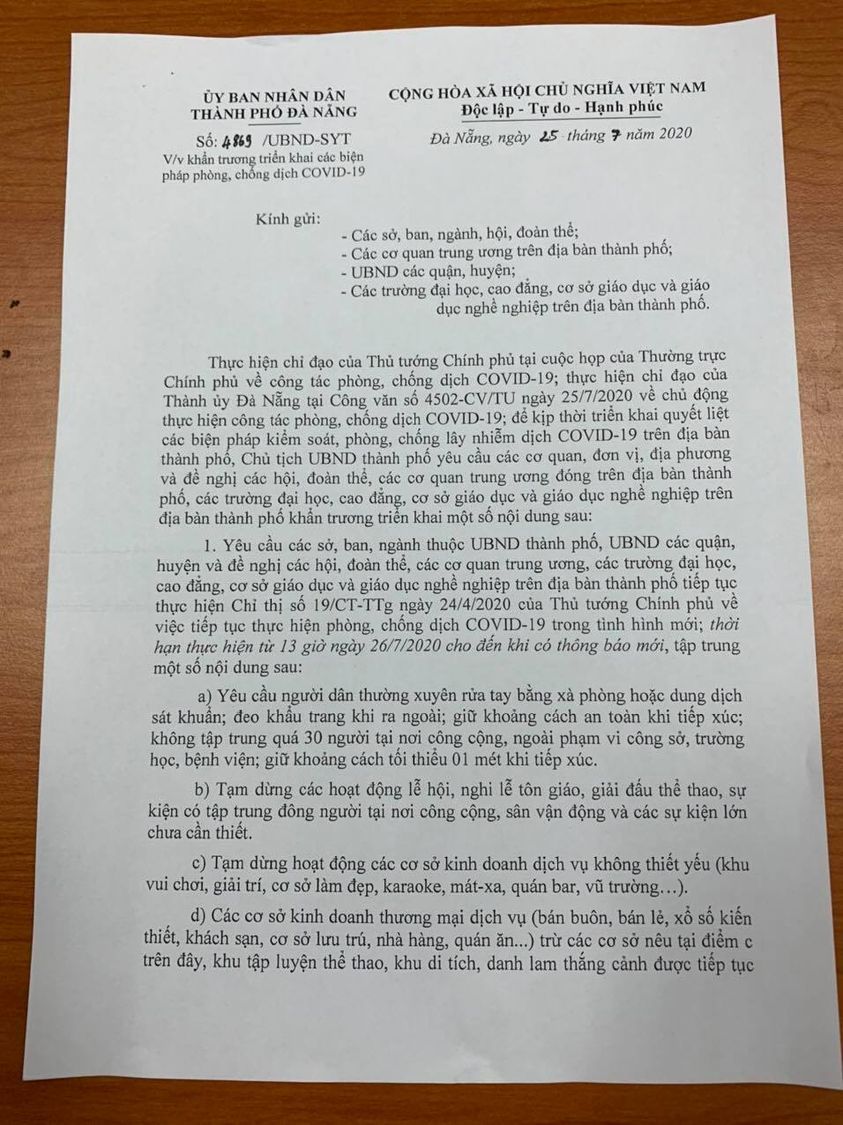 ỦY BAN NHÂN DÂN
THÀNH PHỐ ĐÀ NẴNG
Số: 4869 /UBND-SYT
V/v khẩn trương triển khai các biện
pháp phòng, chống dịch COVID-19
CỘNG HÒA XÃ HỘI CHỦ NGHĨA VIỆT NAM
Độc lập - Tự do - Hạnh phúc
Đà Nẵng, ngày 25 tháng 7 năm 2020
Kính gửi:
- Các sở, ban, ngành, hội, đoàn thể;
- Các cơ quan trung ương trên địa bàn thành phố;
- UBND các quận, huyện;
- Các trường đại học, cao đẳng, cơ sở giáo dục và giáo
dục nghề nghiệp trên địa bàn thành phố.
Thực hiện chỉ đạo của Thủ tướng Chính phủ tại cuộc họp của Thường trực
Chính phủ về công tác phòng, chống dịch COVID-19; thực hiện chỉ đạo của
Thành ủy Đà Nẵng tại Công văn số 4502-CV/TU ngày 25/7/2020 về chủ động
thực hiện công tác phòng, chống dịch COVID-19; để kịp thời triển khai quyết liệt
các biện pháp kiểm soát, phòng, chống lây nhiễm dịch COVID-19 trên địa bàn
thành phố, Chủ tịch UBND thành phố yêu cầu các cơ quan, đơn vị, địa phương
và đề nghị các hội, đoàn thể, các cơ quan trung ương đóng trên địa bàn thành
phố, các trường đại học, cao đẳng, cơ sở giáo dục và giáo dục nghề nghiệp trên
địa bàn thành phố khẩn trương triển khai một số nội dung sau:
1. Yêu cầu các sở, ban, ngành thuộc UBND thành phố, UBND các quận,
huyện và đề nghị các hội, đoàn thể, các cơ quan trung ương, các trường đại học,
cao đẳng, cơ sở giáo dục và giáo dục nghề nghiệp trên địa bàn thành phố tiếp tục
thực hiện Chỉ thị số 19/CT-TTg ngày 24/4/2020 của Thủ tướng Chính phủ về
việc tiếp tục thực hiện phòng, chống dịch COVID-19 trong tình hình mới; thời
hạn thực hiện từ 13 giờ ngày 26/7/2020 cho đến khi có thông báo mới, tập trung
một số nội dung sau:
a) Yêu cầu người dân thường xuyên rửa tay bằng xà phòng hoặc dung dịch
sát khuẩn; đeo khẩu trang khi ra ngoài; giữ khoảng cách an toàn khi tiếp xúc;
không tập trung quá 30 người tại nơi công cộng, ngoài phạm vi công sở, trường
học, bệnh viện; giữ khoảng cách tối thiểu 01 mét khi tiếp xúc.
b) Tạm dừng các hoạt động lễ hội, nghi lễ tôn giáo, giải đấu thể thao, sự
kiện có tập trung đông người tại nơi công cộng, sân vận động và các sự kiện lớn
chưa cần thiết.
c) Tạm dừng hoạt động các cơ sở kinh doanh dịch vụ không thiết yếu (khu
vui chơi, giải trí, cơ sở làm đẹp, karaoke, mát-xa, quán bar, vũ trường…).
d) Các cơ sở kinh doanh thương mại dịch vụ (bán buôn, bán lẻ, xổ số kiến
thiết, khách sạn, cơ sở lưu trú, nhà hàng, quán ăn...) trừ các cơ sở nêu tại điểm c
trên đây, khu tập luyện thể thao, khu di tích, danh lam thắng cảnh được tiếp tục